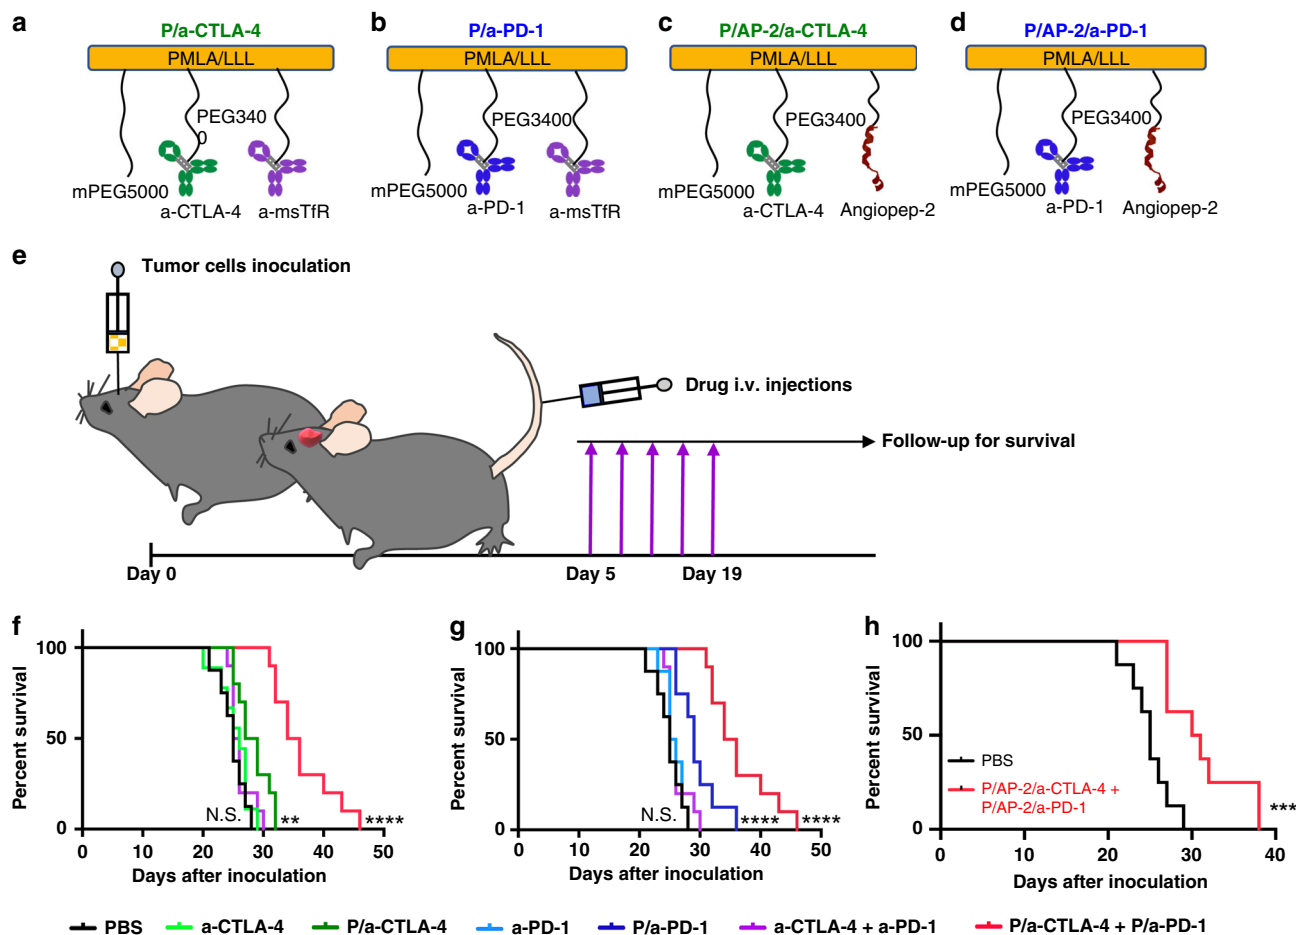 a
P/a-CTLA-4
PMLA/LLL
PEG340
0
mPEG5000
a-CTLA-4
a-msTfR
b
P/a-PD-1
PMLA/LLL
PEG3400
mPEG5000
a-PD-1
a-msTfR
c
P/AP-2/a-CTLA-4
PMLA/LLL
PEG3400
mPEG5000
a-CTLA-4
Angiopep-2
d
P/AP-2/a-PD-1
PMLA/LLL
PEG3400
mPEG5000
a-PD-1
Angiopep-2
e
Tumor cells inoculation
Drug i.v. injections
Follow-up for survival
Day 0
Day 5
Day 19
f
Percent survival
100
50
0
N.S.
**
****
0 10 20 30 40 50
Days after inoculation
g
Percent survival
100
50
0
N.S.
****
****
0 10 20 30 40 50
Days after inoculation
h
Percent survival
100
50
0
PBS
P/AP-2/a-CTLA-4 +
P/AP-2/a-PD-1
***
0 10 20 30 40
Days after inoculation
PBS a-CTLA-4 P/a-CTLA-4 a-PD-1 P/a-PD-1 a-CTLA-4 + a-PD-1 P/a-CTLA-4 + P/a-PD-1